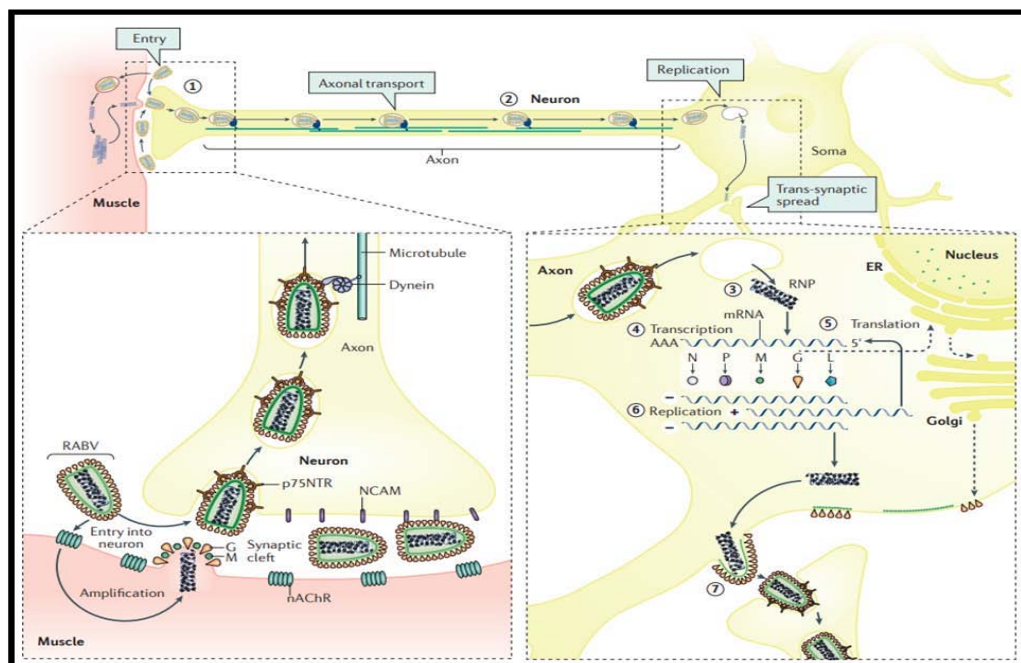 Entry
①
Axonal transport
② Neuron
Replication
Axon
Soma
Trans-synaptic
spread
Muscle
Microtubule
Dynein
Axon
RABV
Neuron
p75NTR
NCAM
Entry into
neuron
G
M
Synaptic
cleft
Amplification
nAChR
Muscle
Axon
Nucleus
ER
③
RNP
mRNA
④ Transcription
⑤ Translation
AAA
5'
N P M G L
−
⑥ Replication +
−
Golgi
⑦